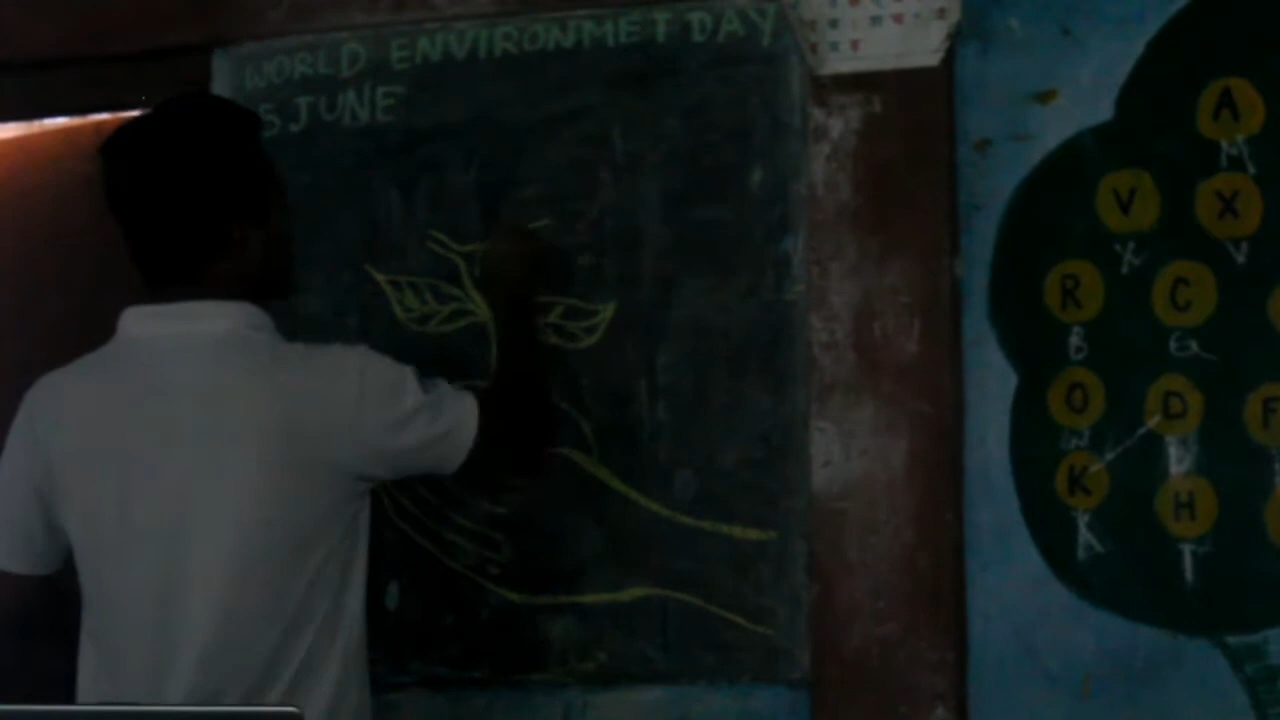 WORLD ENVIRONMET DAY
5 JUNE
A
M
V X
X V
R C
B
O D F
W
K H
K T